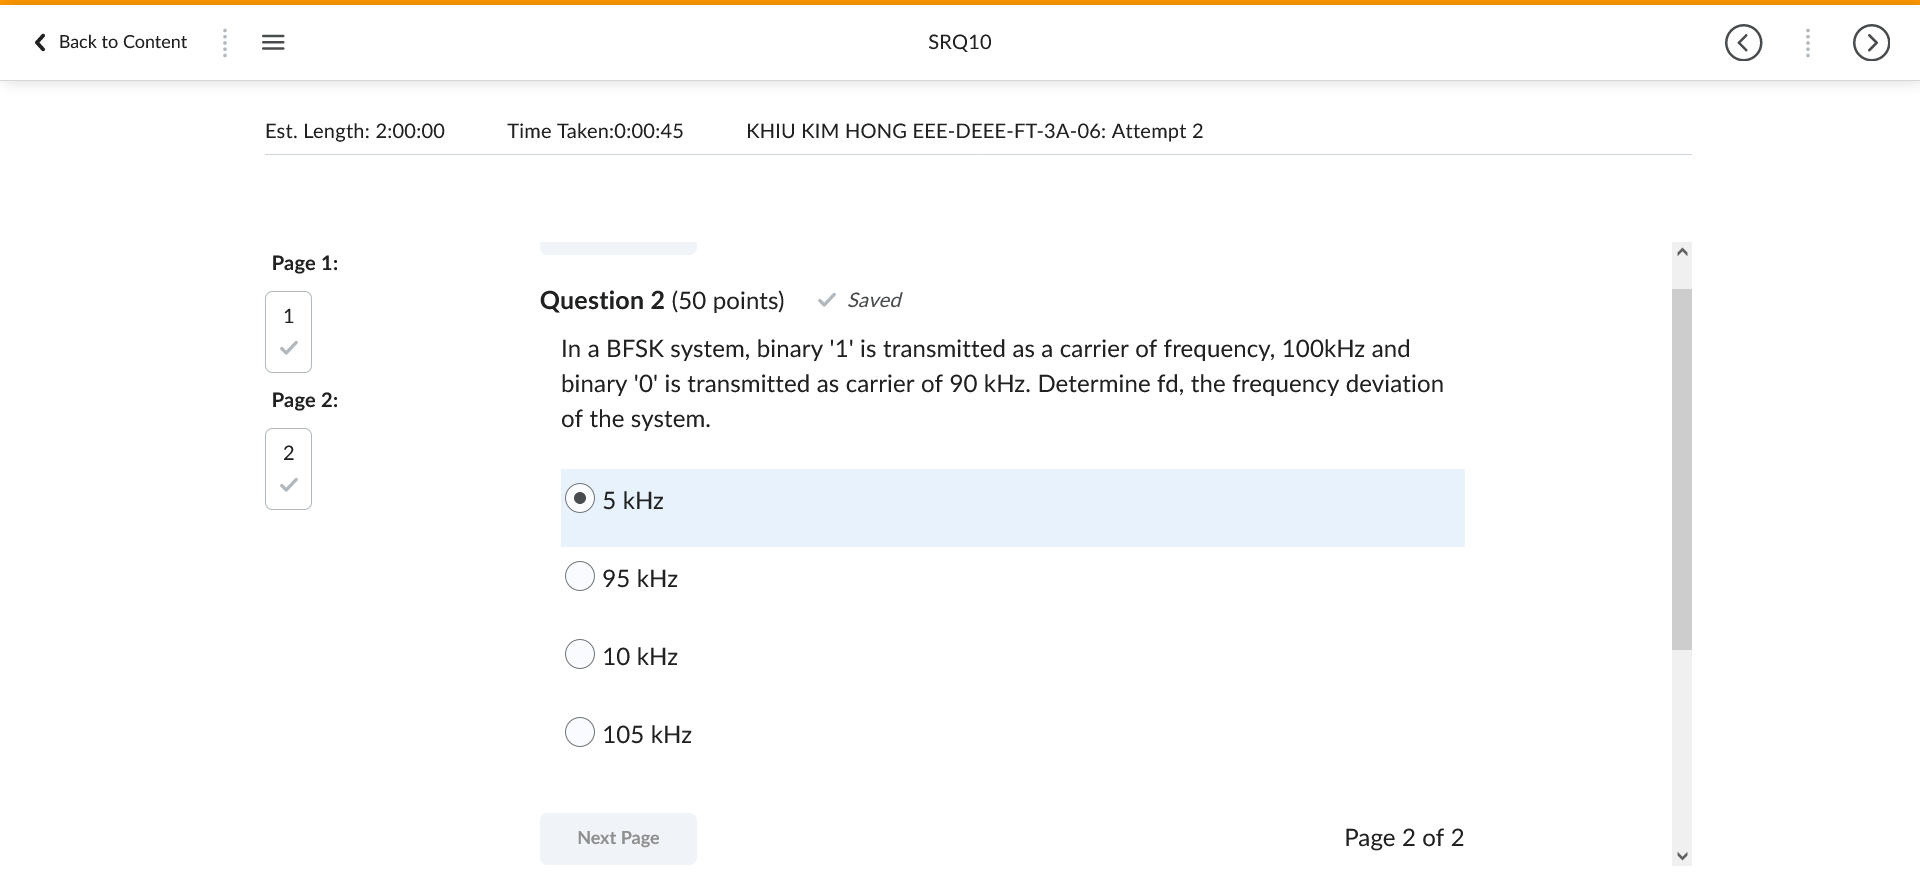 Back to Content
SRQ10
Est. Length: 2:00:00 Time Taken:0:00:45 KHIU KIM HONG EEE-DEEE-FT-3A-06: Attempt 2
Page 1:
1
Page 2:
2
Question 2 (50 points) Saved
In a BFSK system, binary '1' is transmitted as a carrier of frequency, 100kHz and
binary '0' is transmitted as carrier of 90 kHz. Determine fd, the frequency deviation
of the system.
5 kHz
95 kHz
10 kHz
105 kHz
Next Page
Page 2 of 2